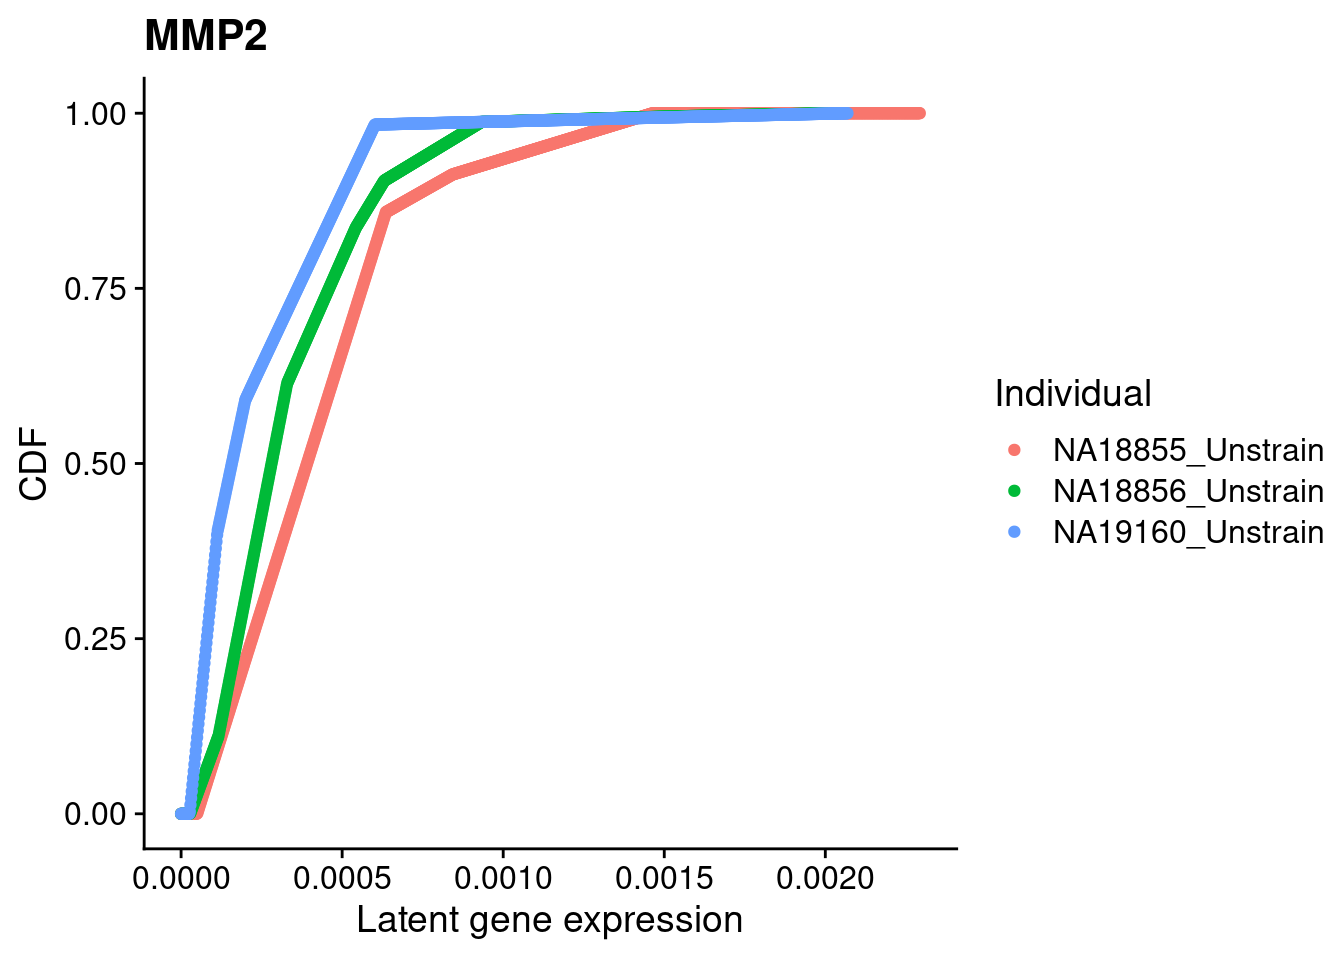 MMP2
1.00
0.75
0.50
0.25
0.00
CDF
0.0000 0.0005 0.0010 0.0015 0.0020
Latent gene expression
Individual
NA18855_Unstrain
NA18856_Unstrain
NA19160_Unstrain